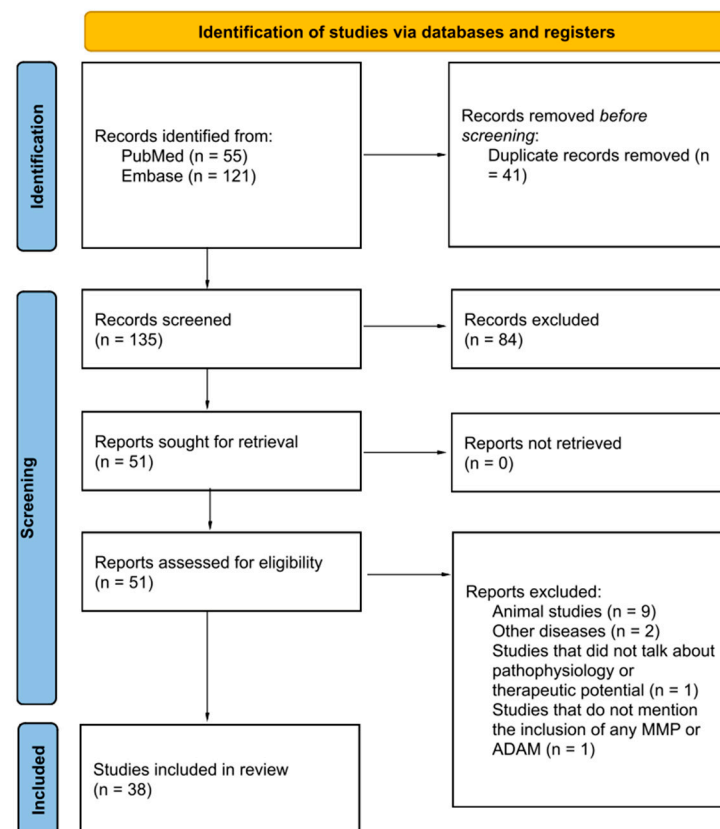 Identification of studies via databases and registers
Identification
Records identified from:
PubMed (n = 55)
Embase (n = 121)
Records removed before
screening:
Duplicate records removed (n
= 41)
Screening
Records screened
(n = 135)
Records excluded
(n = 84)
Reports sought for retrieval
(n = 51)
Reports not retrieved
(n = 0)
Reports assessed for eligibility
(n = 51)
Reports excluded:
Animal studies (n = 9)
Other diseases (n = 2)
Studies that did not talk about
pathophysiology or
therapeutic potential (n = 1)
Studies that do not mention
the inclusion of any MMP or
ADAM (n = 1)
Included
Studies included in review
(n = 38)